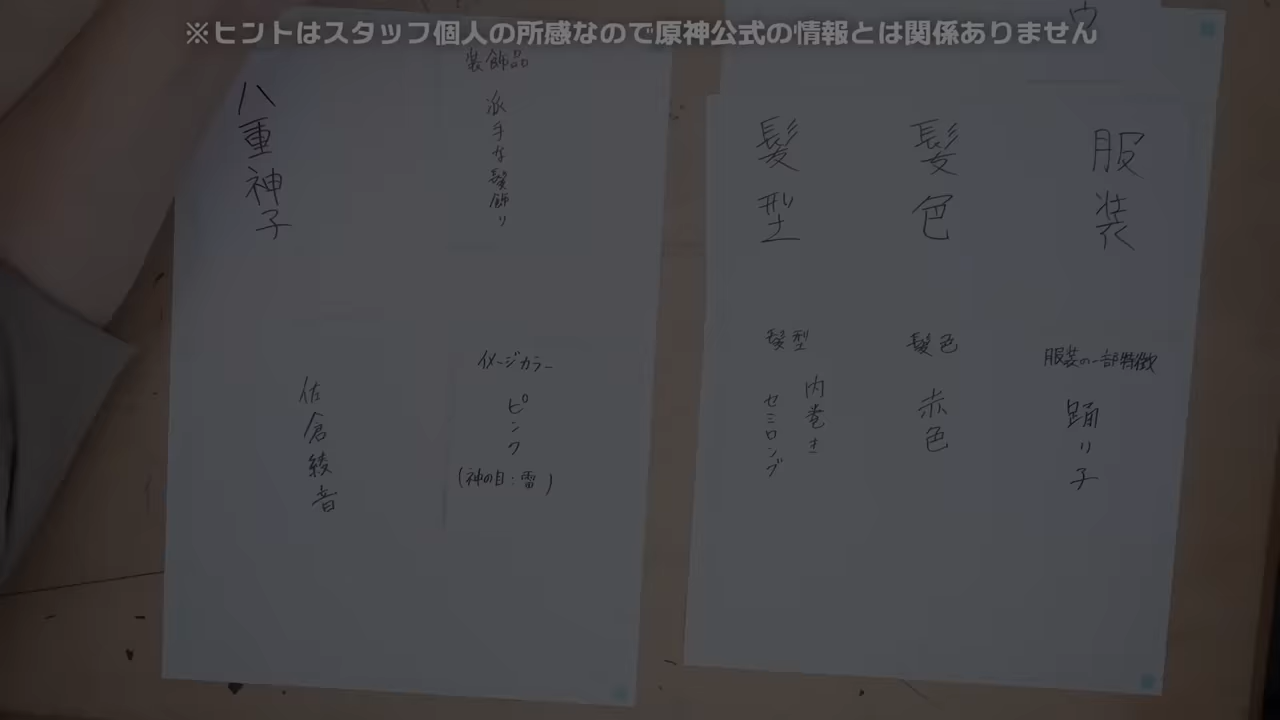 ※ヒントはスタッフ個人の所感なので原神公式の情報とは関係ありません
ウ
服装
髪色
髪型
服装の一部特徴
踊り子
髪色
赤色
髪型
内巻き
セミロング
装飾品
派手な髪飾り
八重神子
イメージカラー
ピンク
(神の目:雷)
佐倉綾音